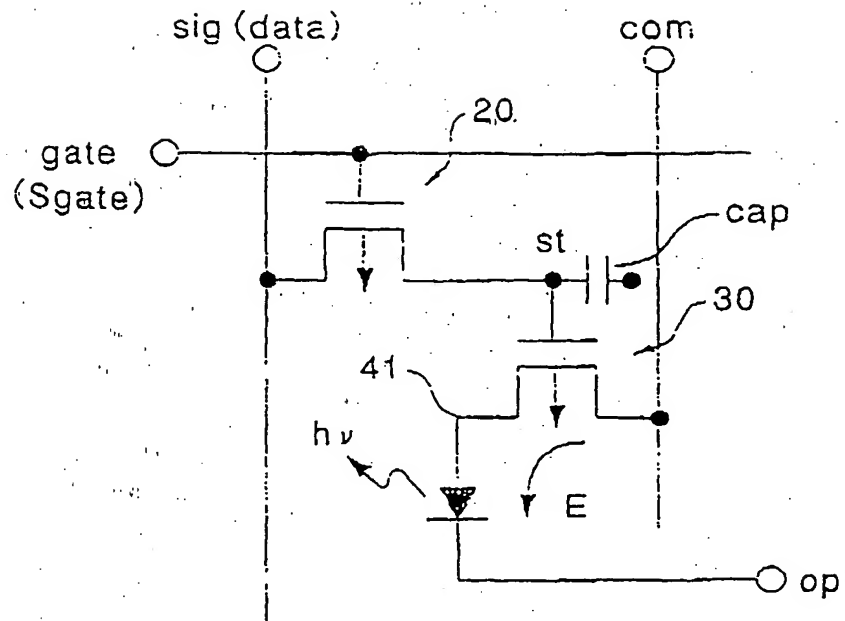 sig (data)
com
20
gate
(Sgate)
cap
st
30
41
hν
E
op